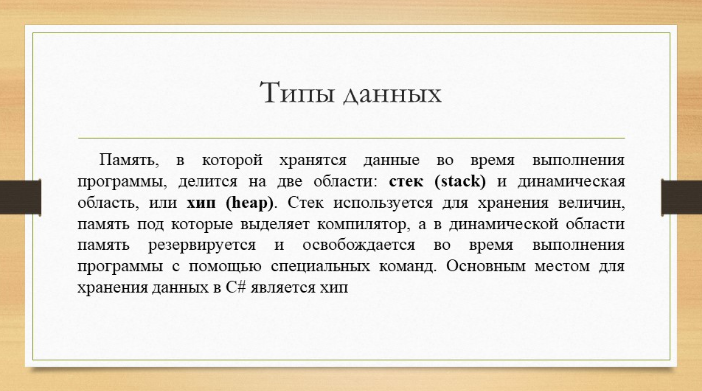 Типы данных
Память, в которой хранятся данные во время выполнения
программы, делится на две области: стек (stack) и динамическая
область, или хип (heap). Стек используется для хранения величин,
память под которые выделяет компилятор, а в динамической области
память резервируется и освобождается во время выполнения
программы с помощью специальных команд. Основным местом для
хранения данных в C# является хип